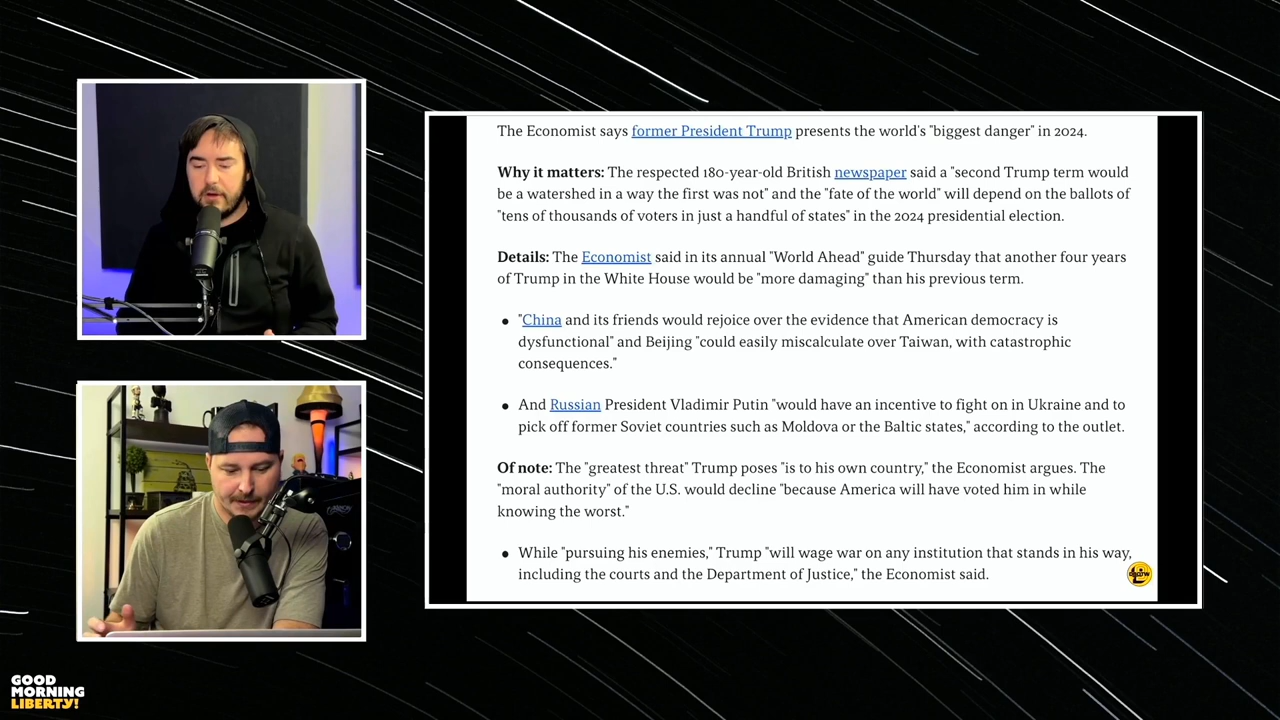 The Economist says former President Trump presents the world's "biggest danger" in 2024.
Why it matters: The respected 180-year-old British newspaper said a "second Trump term would
be a watershed in a way the first was not" and the "fate of the world" will depend on the ballots of
"tens of thousands of voters in just a handful of states" in the 2024 presidential election.
Details: The Economist said in its annual "World Ahead" guide Thursday that another four years
of Trump in the White House would be "more damaging" than his previous term.
• "China and its friends would rejoice over the evidence that American democracy is
dysfunctional" and Beijing "could easily miscalculate over Taiwan, with catastrophic
consequences."
• And Russian President Vladimir Putin "would have an incentive to fight on in Ukraine and to
pick off former Soviet countries such as Moldova or the Baltic states," according to the outlet.
Of note: The "greatest threat" Trump poses "is to his own country," the Economist argues. The
"moral authority" of the U.S. would decline "because America will have voted him in while
knowing the worst."
• While "pursuing his enemies," Trump "will wage war on any institution that stands in his way,
including the courts and the Department of Justice," the Economist said.
GOOD
MORNING
LIBERTY!